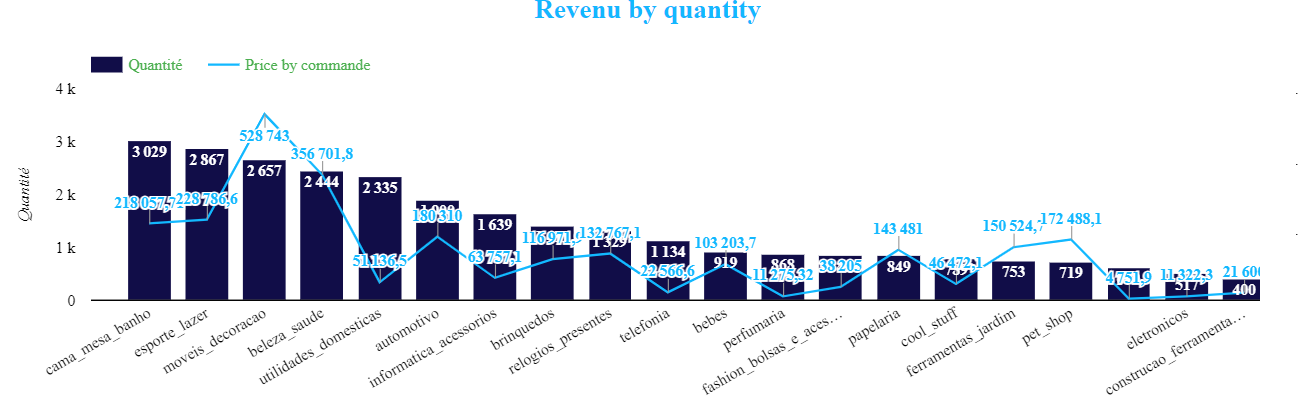 Revenu by quantity
Quantité
Price by commande
4 k
3 k
2 k
1 k
0
Quantité
3 029
2 867
2 657
2 444
2 335
1 639
1 329
1 134
919
868
849
753
719
517
400
228 786,6
528 743
356 701,8
51 136,5
180 310
63 757,1
132 767,1
22 566,6
103 203,7
11 275,32
38 205
143 481
46 472,1
150 524,7
172 488,1
4 751,9
11 322,3
cama_mesa_banho
esporte_lazer
moveis_decoracao
beleza_saude
utilidades_domesticas
automotivo
informatica_acessorios
brinquedos
relogios_presentes
telefonia
bebes
perfumaria
fashion_bolsas_e_aces…
papelaria
cool_stuff
ferramentas_jardim
pet_shop
eletronicos
construcao_ferramenta…